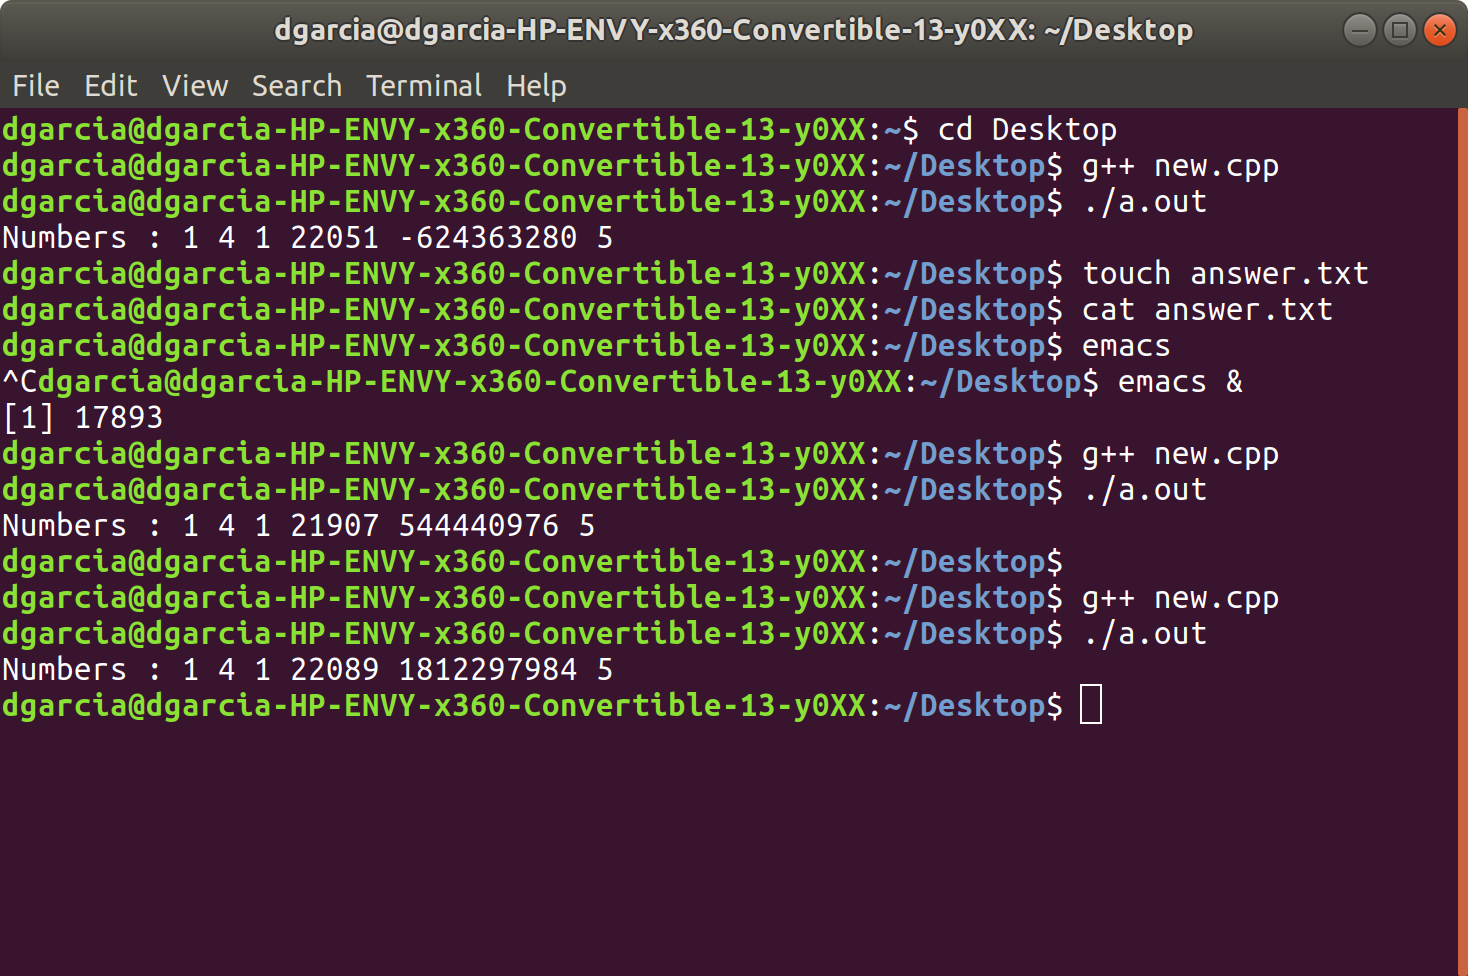 dgarcia@dgarcia-HP-ENVY-x360-Convertible-13-y0XX: ~/Desktop
File Edit View Search Terminal Help
dgarcia@dgarcia-HP-ENVY-x360-Convertible-13-y0XX:~$ cd Desktop
dgarcia@dgarcia-HP-ENVY-x360-Convertible-13-y0XX:~/Desktop$ g++ new.cpp
dgarcia@dgarcia-HP-ENVY-x360-Convertible-13-y0XX:~/Desktop$ ./a.out
Numbers : 1 4 1 22051 -624363280 5
dgarcia@dgarcia-HP-ENVY-x360-Convertible-13-y0XX:~/Desktop$ touch answer.txt
dgarcia@dgarcia-HP-ENVY-x360-Convertible-13-y0XX:~/Desktop$ cat answer.txt
dgarcia@dgarcia-HP-ENVY-x360-Convertible-13-y0XX:~/Desktop$ emacs
^Cdgarcia@dgarcia-HP-ENVY-x360-Convertible-13-y0XX:~/Desktop$ emacs &
[1] 17893
dgarcia@dgarcia-HP-ENVY-x360-Convertible-13-y0XX:~/Desktop$ g++ new.cpp
dgarcia@dgarcia-HP-ENVY-x360-Convertible-13-y0XX:~/Desktop$ ./a.out
Numbers : 1 4 1 21907 544440976 5
dgarcia@dgarcia-HP-ENVY-x360-Convertible-13-y0XX:~/Desktop$
dgarcia@dgarcia-HP-ENVY-x360-Convertible-13-y0XX:~/Desktop$ g++ new.cpp
dgarcia@dgarcia-HP-ENVY-x360-Convertible-13-y0XX:~/Desktop$ ./a.out
Numbers : 1 4 1 22089 1812297984 5
dgarcia@dgarcia-HP-ENVY-x360-Convertible-13-y0XX:~/Desktop$